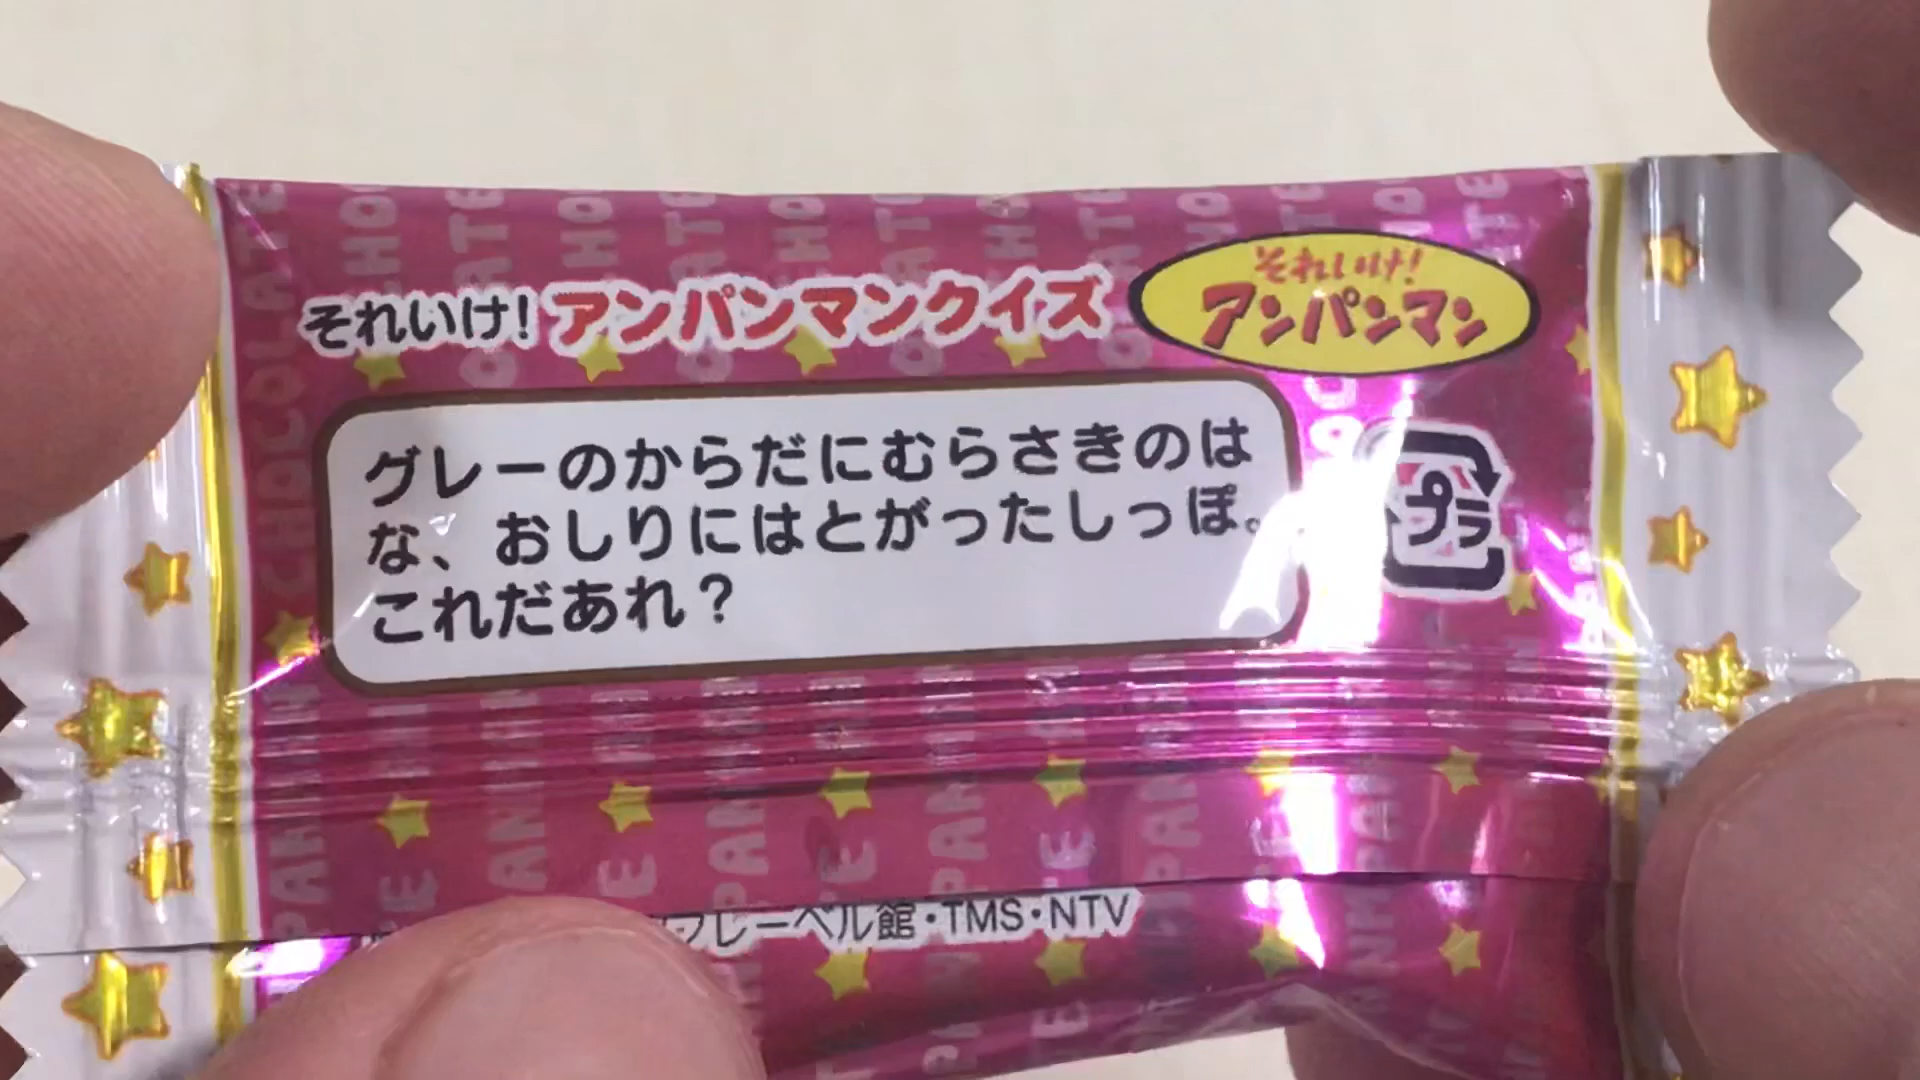 それいけ!アンパンマンクイズ
それいけ!
アンパンマン
グレーのからだにむらさきのは
な、おしりにはとがったしっぽ。
これだあれ?
プラ
フレーベル館・TMS・NTV